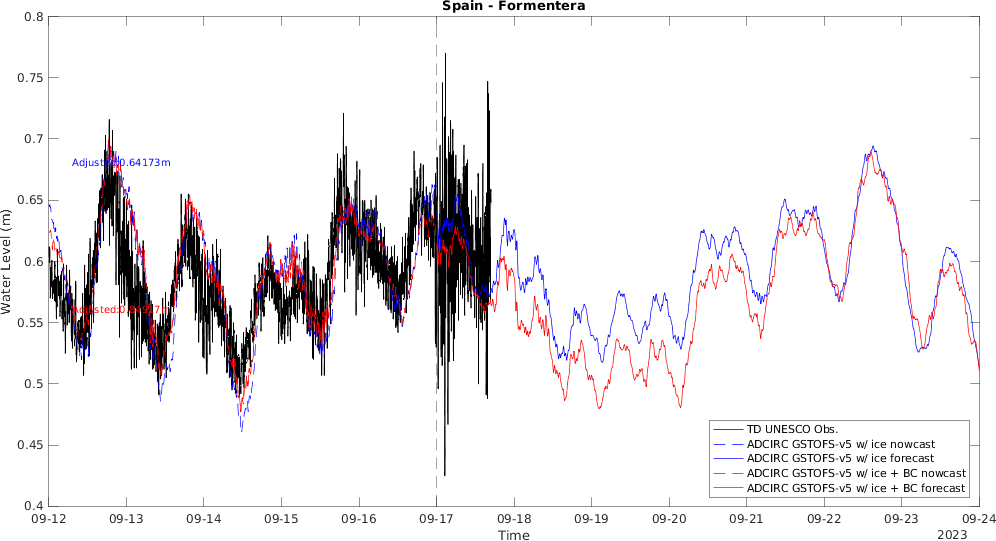 Spain - Formentera
0.8
0.75
0.7
0.65
0.6
0.55
0.5
0.45
0.4
Water Level (m)
Adjusted:0.64173m
09-12
09-13
09-14
09-15
09-16
09-17
09-18
09-19
09-20
09-21
09-22
09-23
09-24
Time
2023
TD UNESCO Obs.
ADCIRC GSTOFS-v5 w/ ice nowcast
ADCIRC GSTOFS-v5 w/ ice forecast
ADCIRC GSTOFS-v5 w/ ice + BC nowcast
ADCIRC GSTOFS-v5 w/ ice + BC forecast